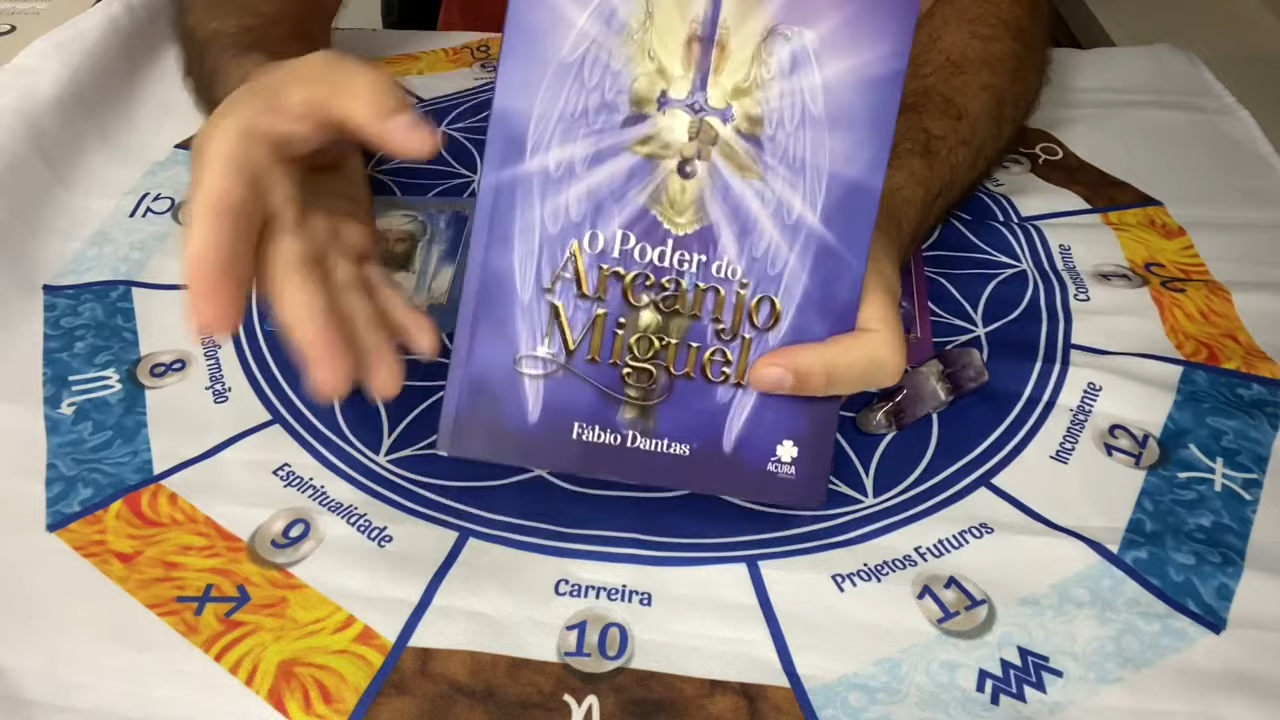 O Poder do
Arcanjo
Miguel
Fábio Dantas
ACURA
Consulente
1
Inconsciente
12
Projetos Futuros
11
Carreira
10
Espiritualidade
9
8